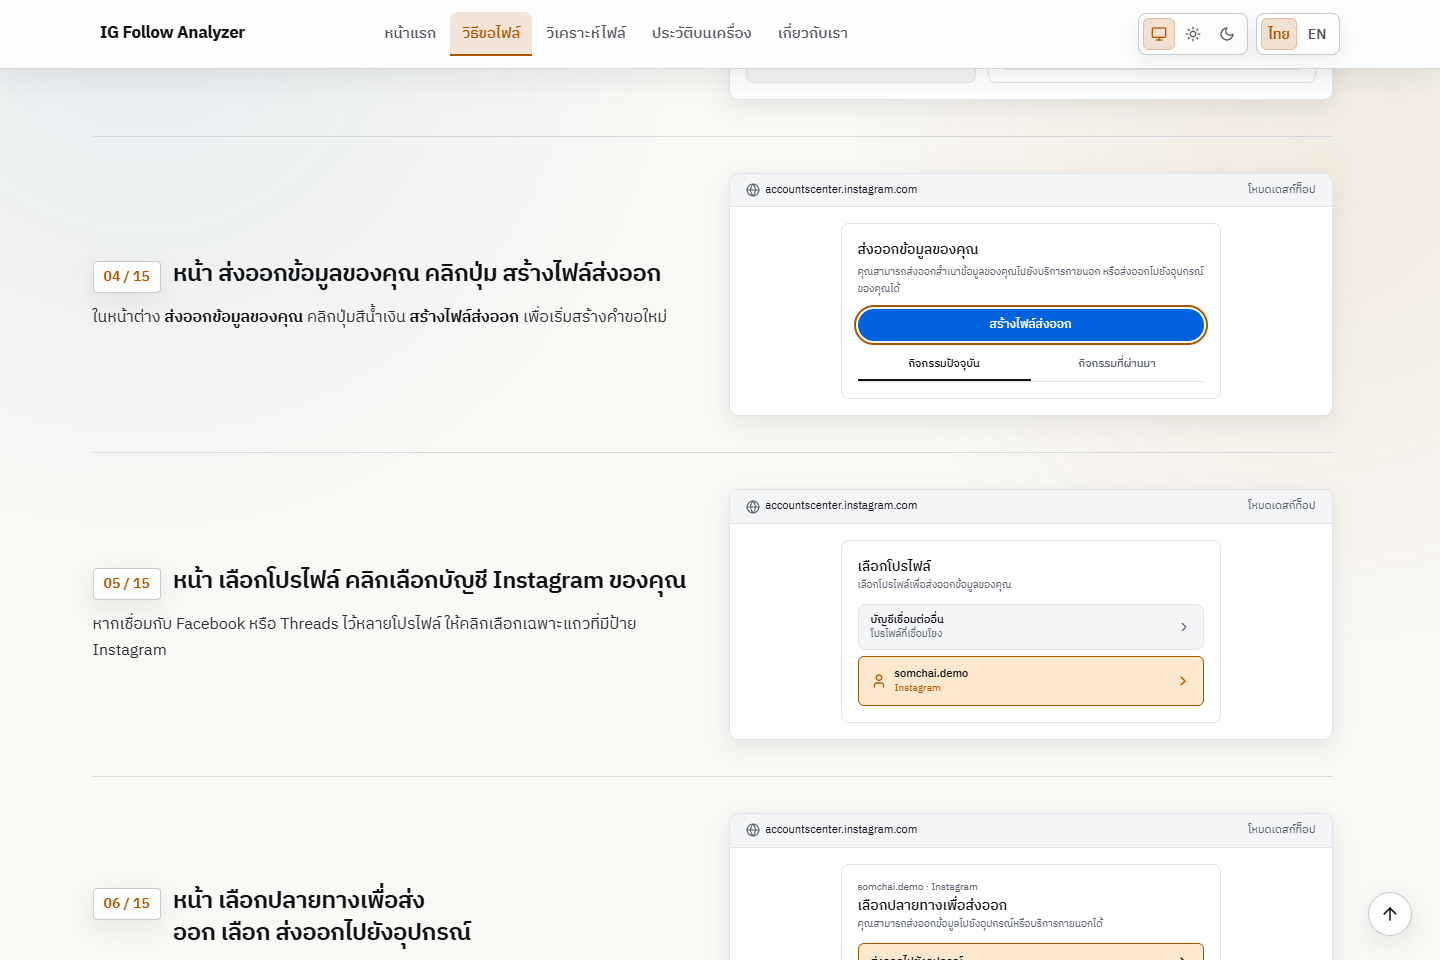 IG Follow Analyzer
หน้าแรก
วิธีขอไฟล์
วิเคราะห์ไฟล์
ประวัติบนเครื่อง
เกี่ยวกับเรา
ไทย
EN
04 / 15
หน้า ส่งออกข้อมูลของคุณ คลิกปุ่ม สร้างไฟล์ส่งออก
ในหน้าต่าง ส่งออกข้อมูลของคุณ คลิกปุ่มสีน้ำเงิน สร้างไฟล์ส่งออก เพื่อเริ่มสร้างคำขอใหม่
accountscenter.instagram.com
โหมดเดสก์ท็อป
ส่งออกข้อมูลของคุณ
คุณสามารถส่งออกสำเนาข้อมูลของคุณไปยังบริการภายนอก หรือส่งออกไปยังอุปกรณ์
ของคุณได้
สร้างไฟล์ส่งออก
กิจกรรมปัจจุบัน
กิจกรรมที่ผ่านมา
05 / 15
หน้า เลือกโปรไฟล์ คลิกเลือกบัญชี Instagram ของคุณ
หากเชื่อมกับ Facebook หรือ Threads ไว้หลายโปรไฟล์ ให้คลิกเลือกเฉพาะแถวที่มีป้าย
Instagram
accountscenter.instagram.com
โหมดเดสก์ท็อป
เลือกโปรไฟล์
เลือกโปรไฟล์เพื่อส่งออกข้อมูลของคุณ
บัญชีเชื่อมต่ออื่น
โปรไฟล์ที่เชื่อมโยง
somchai.demo
Instagram
06 / 15
หน้า เลือกปลายทางเพื่อส่ง
ออก เลือก ส่งออกไปยังอุปกรณ์
accountscenter.instagram.com
โหมดเดสก์ท็อป
somchai.demo · Instagram
เลือกปลายทางเพื่อส่งออก
คุณสามารถส่งออกข้อมูลไปยังอุปกรณ์หรือบริการภายนอกได้